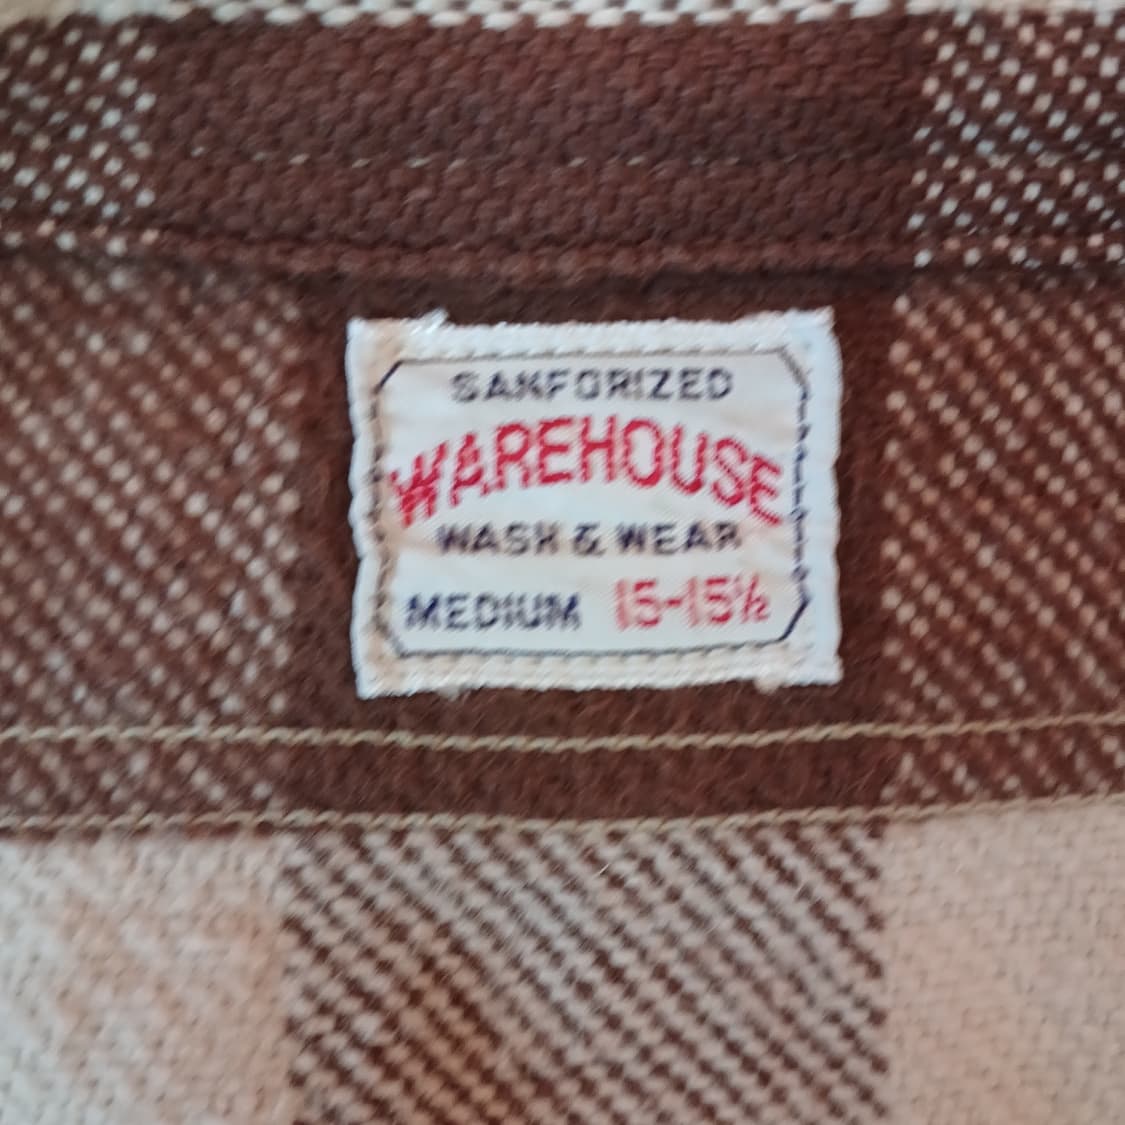 SANFORIZED
WAREHOUSE
WASH & WEAR
MEDIUM 15-15½